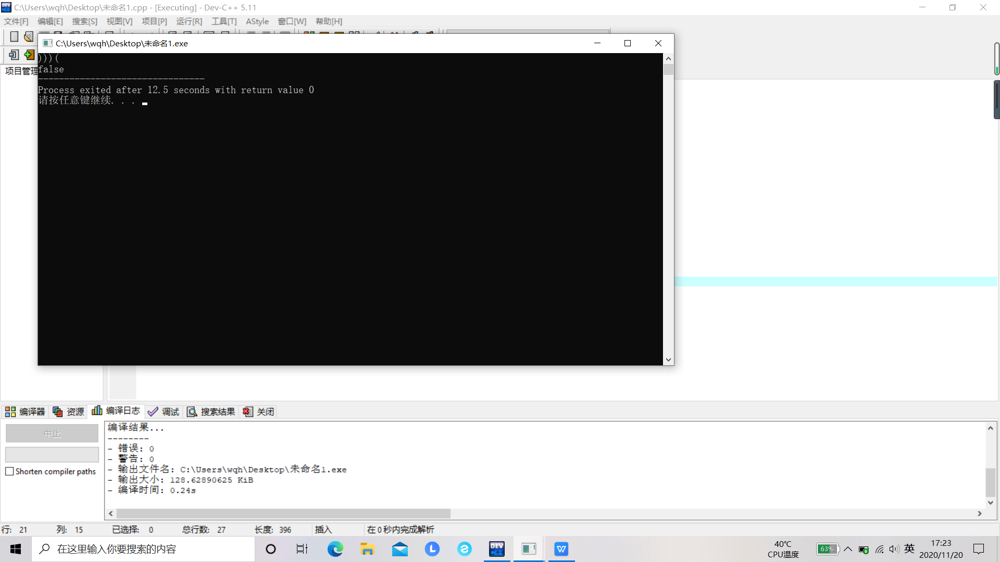 C:\Users\wqh\Desktop\未命名1.cpp - [Executing] - Dev-C++ 5.11
文件[F] 编辑[E] 搜索[S] 视图[V] 项目[P] 运行[R] 工具[T] AStyle 窗口[W] 帮助[H]
C:\Users\wqh\Desktop\未命名1.exe
)))(
项目管理
false
--------------------------------
Process exited after 12.5 seconds with return value 0
请按任意键继续. . .
编译器 资源 编译日志 调试 搜索结果 关闭
中止
Shorten compiler paths
编译结果...
--------
- 错误: 0
- 警告: 0
- 输出文件名: C:\Users\wqh\Desktop\未命名1.exe
- 输出大小: 128.62890625 KiB
- 编译时间: 0.24s
行: 21 列: 15 已选择: 0 总行数: 27 长度: 396 插入 在 0 秒内完成解析
在这里输入你要搜索的内容
DEV C++
40℃
CPU温度
63%
英
17:23
2020/11/20